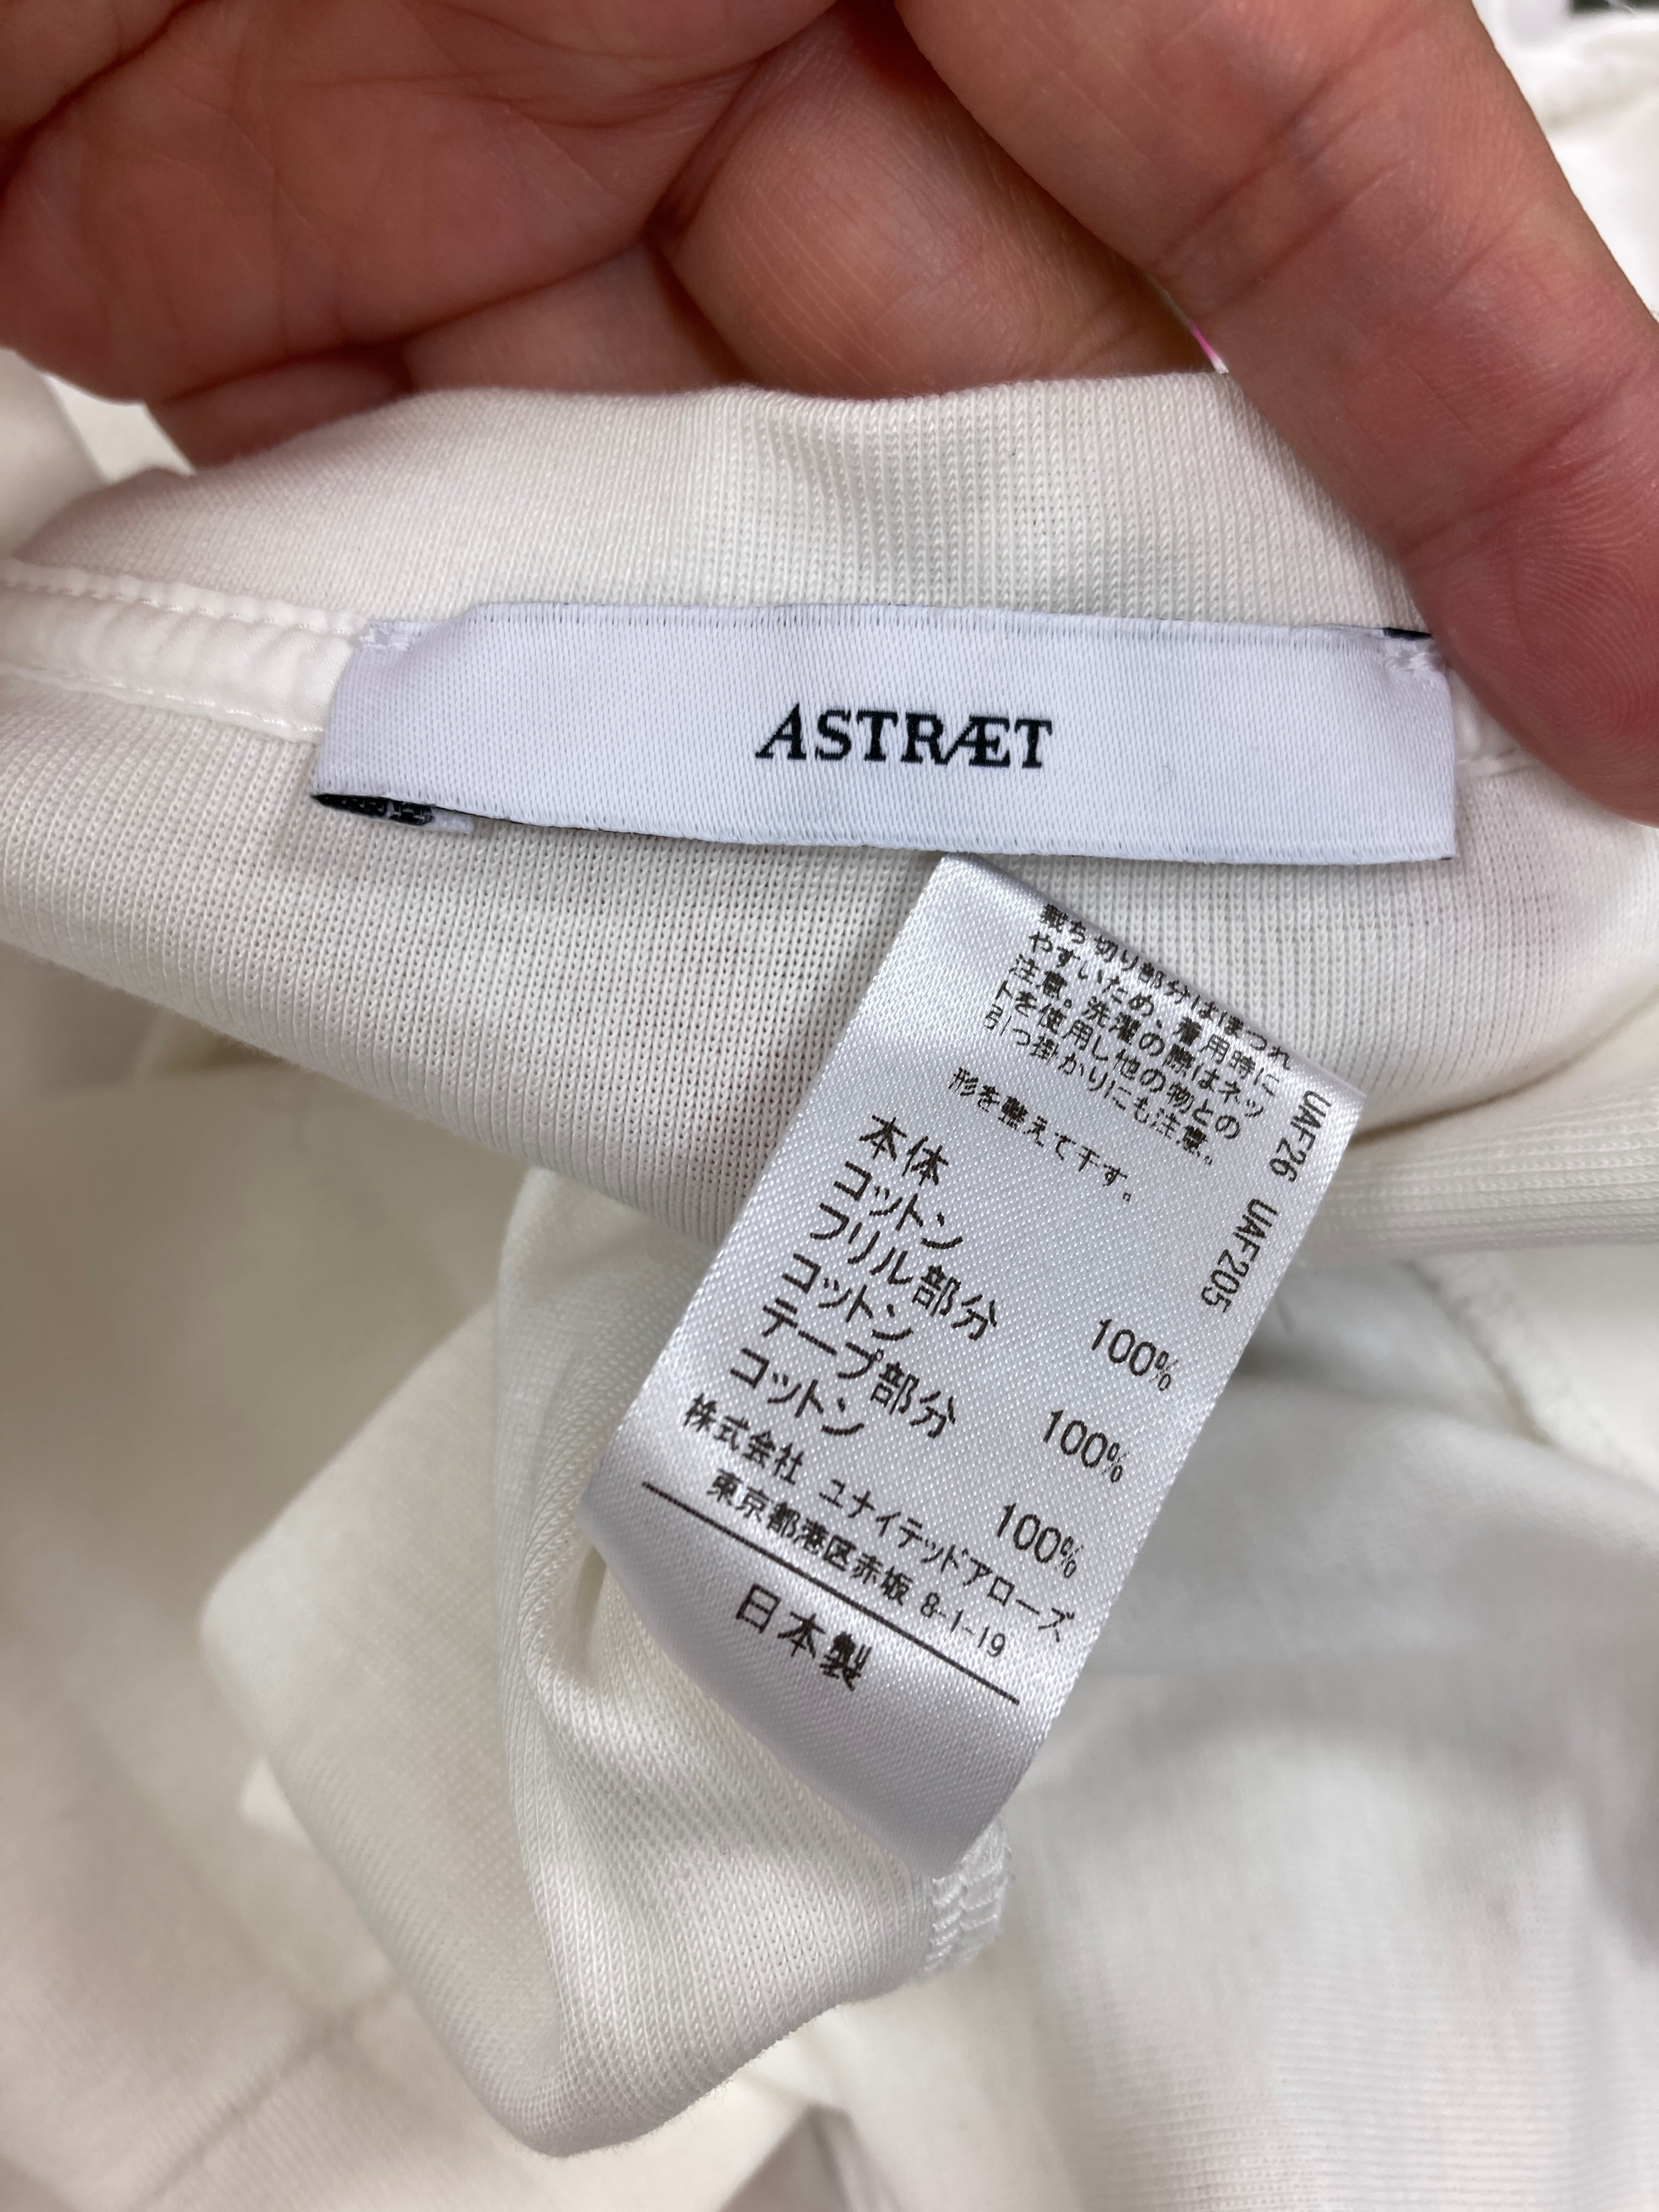 ASTRÆT
裁ち切り部分はほつれ
やすいため、着用時に
注意。洗濯の際はネッ
トを使用し他の物との
引っ掛かりにも注意。
形を整えて干す。
UAF26 UAF205
本体
コットン 100%
フリル部分
コットン 100%
テープ部分
コットン 100%
株式会社 ユナイテッドアローズ
東京都港区赤坂 8-1-19
日本製